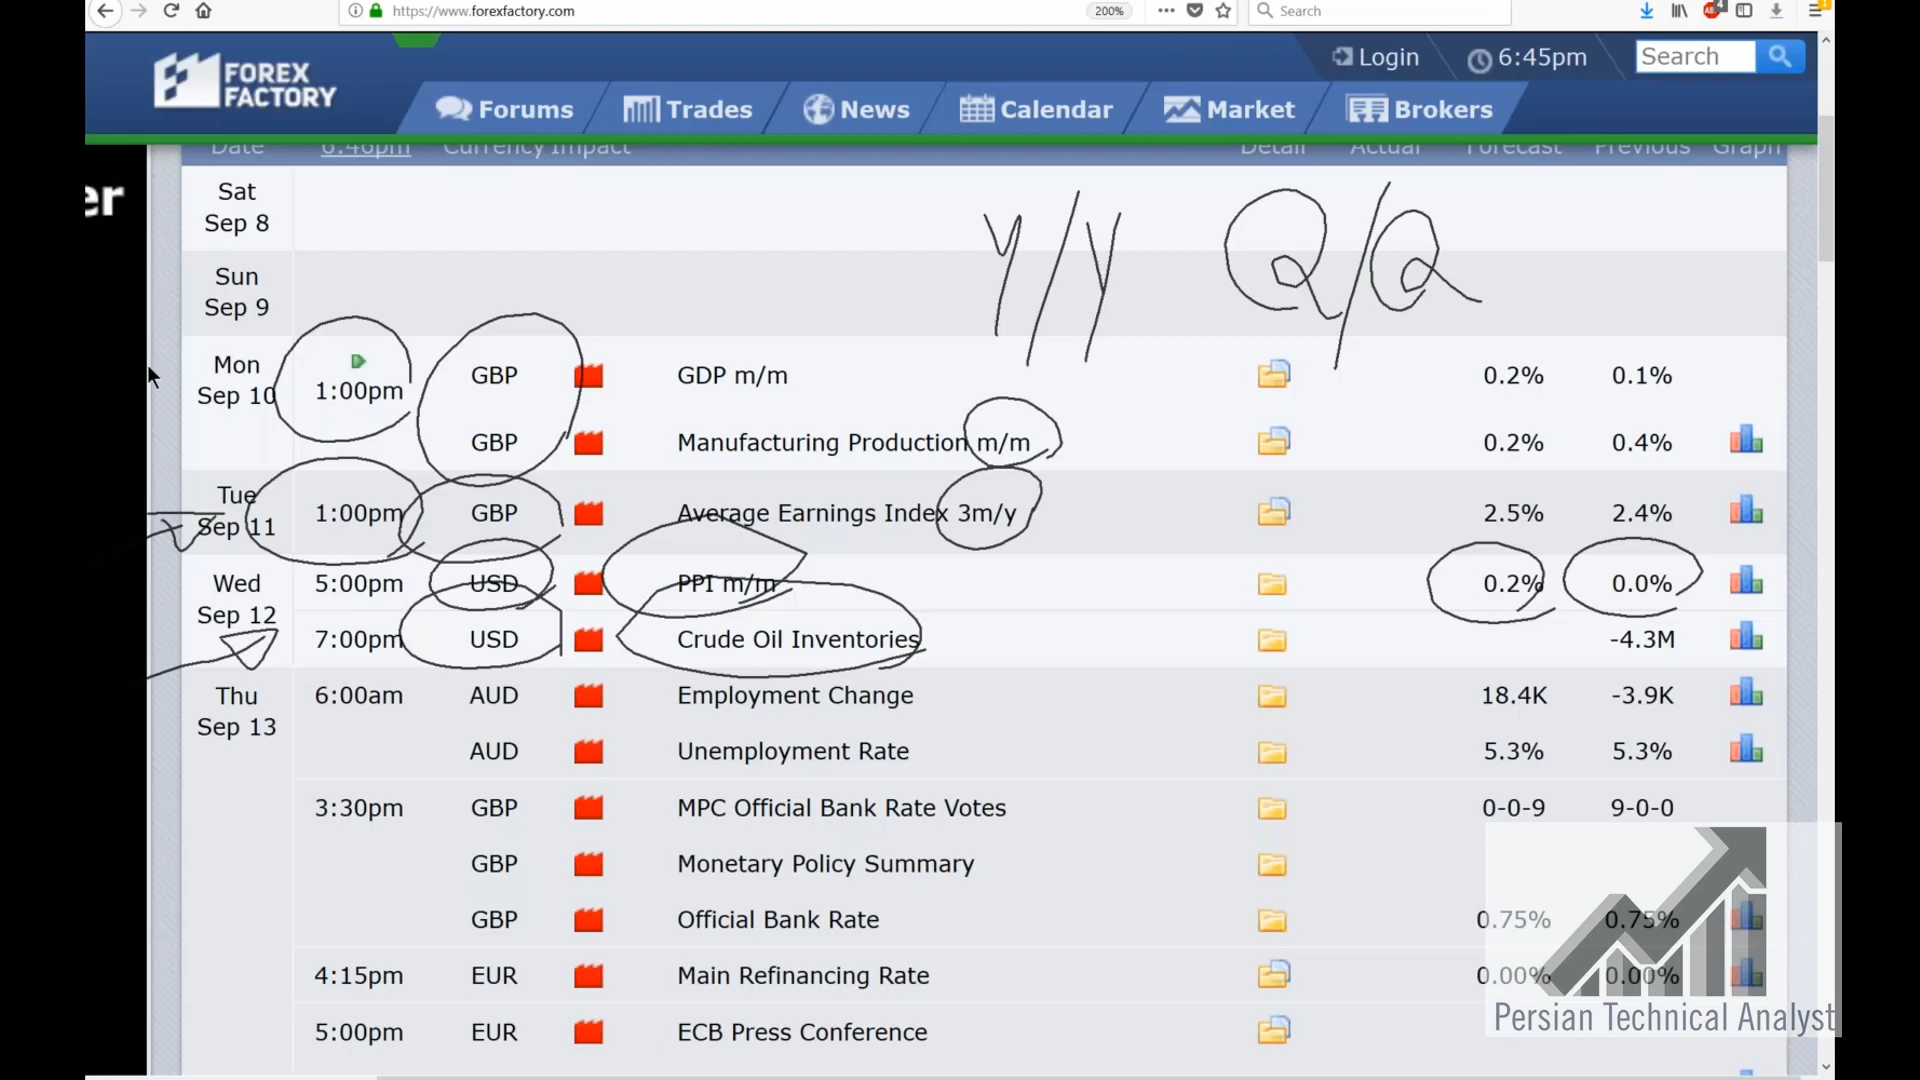 https://www.forexfactory.com 200% Search
FOREX FACTORY
Login 6:45pm Search
Forums Trades News Calendar Market Brokers
Date 6:46pm Currency Impact Detail Actual Forecast Previous Graph
er
Sat Sep 8
Y/Y Q/Q
Sun Sep 9
Mon Sep 10 1:00pm GBP GDP m/m 0.2% 0.1%
GBP Manufacturing Production m/m 0.2% 0.4%
Tue Sep 11 1:00pm GBP Average Earnings Index 3m/y 2.5% 2.4%
Wed Sep 12 5:00pm USD PPI m/m 0.2% 0.0%
7:00pm USD Crude Oil Inventories -4.3M
Thu Sep 13 6:00am AUD Employment Change 18.4K -3.9K
AUD Unemployment Rate 5.3% 5.3%
3:30pm GBP MPC Official Bank Rate Votes 0-0-9 9-0-0
GBP Monetary Policy Summary
GBP Official Bank Rate 0.75% 0.75%
4:15pm EUR Main Refinancing Rate 0.00% 0.00%
5:00pm EUR ECB Press Conference
Persian Technical Analyst